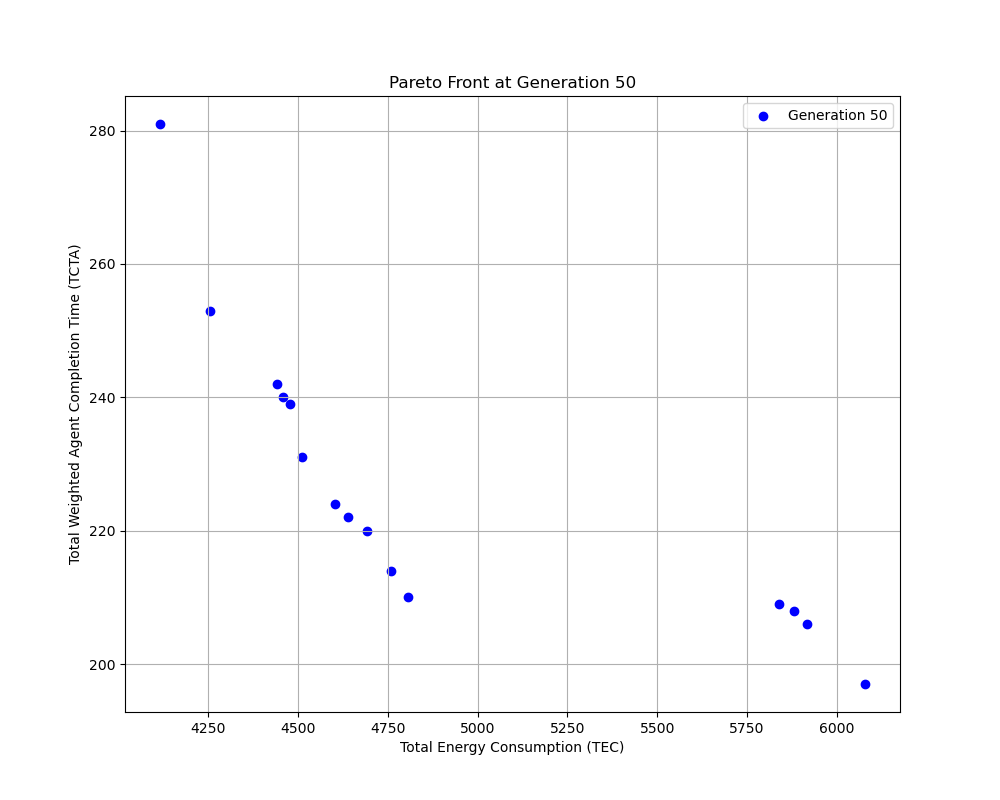 Pareto Front at Generation 50
Generation 50
280
260
240
220
200
Total Weighted Agent Completion Time (TCTA)
4250 4500 4750 5000 5250 5500 5750 6000
Total Energy Consumption (TEC)